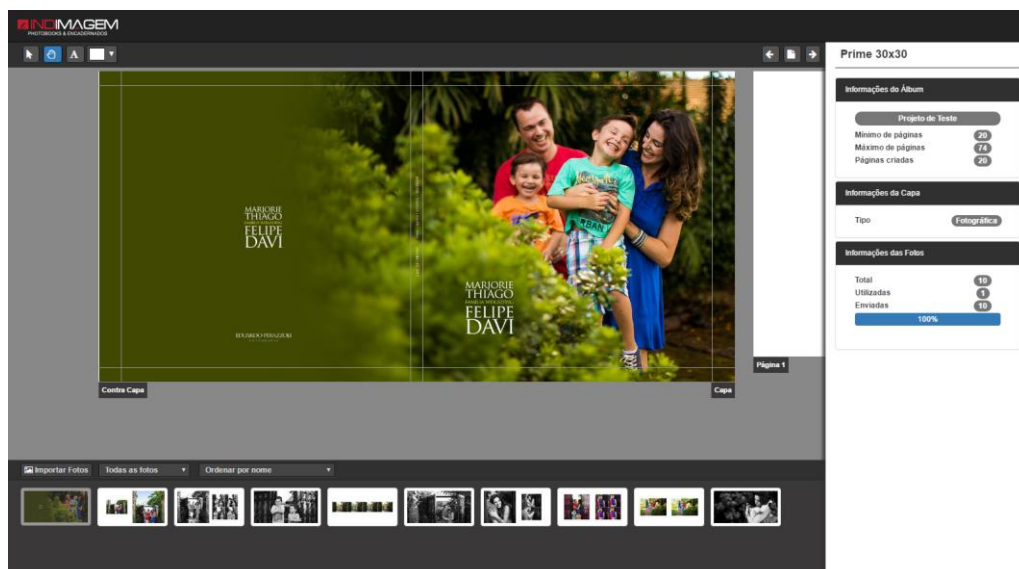 INDIMAGEM
PHOTOBOOKS & ENCADERNADOS
A
Prime 30x30
Informações do Álbum
Projeto de Teste
Mínimo de páginas 20
Máximo de páginas 74
Páginas criadas 20
Informações da Capa
Tipo Fotográfica
Informações das Fotos
Total 10
Utilizadas 1
Enviadas 10
100%
MARJORIE
THIAGO
FELIPE
DAVI
EDUARDO PERAZZOLI
MARJORIE
THIAGO
FELIPE
DAVI
URBAN
Contra Capa
Capa
Página 1
Importar Fotos
Todas as fotos
Ordenar por nome